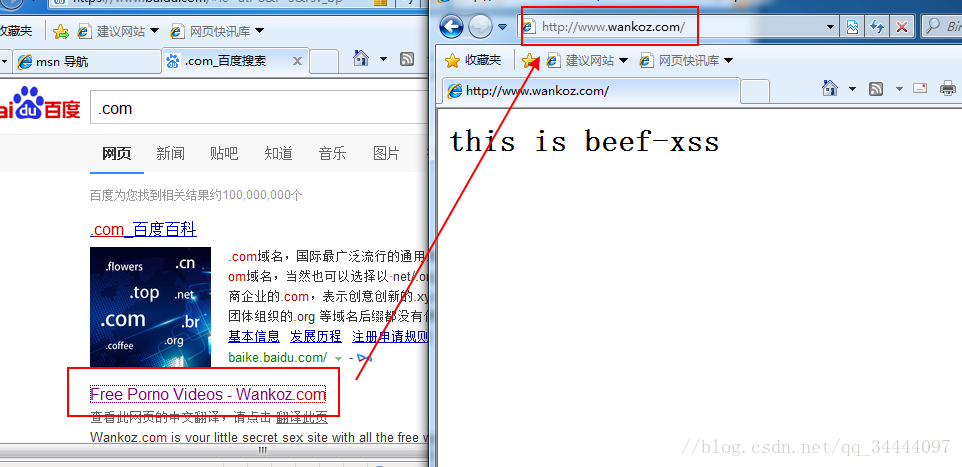 https://www.baidu.com/
收藏夹
建议网站
网页快讯库
msn 导航
.com_百度搜索
百度
.com
网页 新闻 贴吧 知道 音乐 图片
百度为您找到相关结果约100,000,000个
.com_百度百科
.flowers
.cn
.top
.net
.com
.br
.coffee
.org
.com域名，国际最广泛流行的通用
om域名，当然也可以选择以.net/.or
商企业的.com，表示创意创新的.xy
团体组织的.org 等域名后缀都没有
基本信息 发展历程 注册申请规则
baike.baidu.com/
Free Porno Videos - Wankoz.com
查看此网页的中文翻译，请点击 翻译此页
Wankoz.com is your little secret sex site with all the free
http://www.wankoz.com/
Bing
收藏夹
建议网站
网页快讯库
http://www.wankoz.com/
this is beef-xss
//blog.csdn.net/qq_34444097